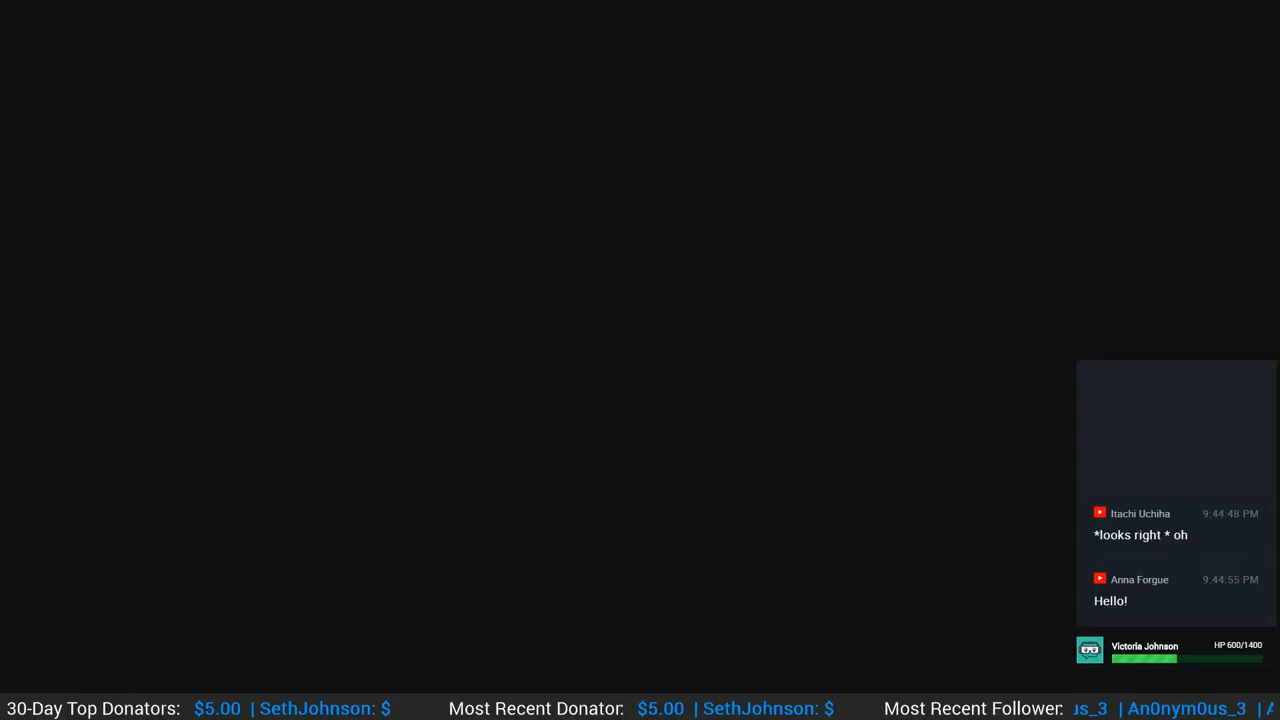 Itachi Uchiha 9:44:48 PM
*looks right * oh
Anna Forgue 9:44:55 PM
Hello!
Victoria Johnson HP 600/1400
30-Day Top Donators: $5.00 | SethJohnson: $ Most Recent Donator: $5.00 | SethJohnson: $ Most Recent Follower: us_3 | An0nym0us_3 | A